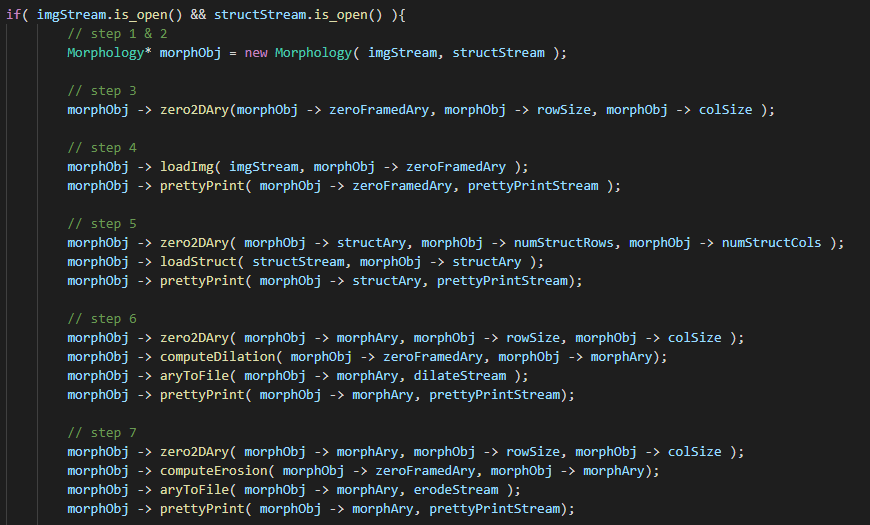 if( imgStream.is_open() && structStream.is_open() ){
// step 1 & 2
Morphology* morphObj = new Morphology( imgStream, structStream );
// step 3
morphObj -> zero2DAry(morphObj -> zeroFramedAry, morphObj -> rowSize, morphObj -> colSize );
// step 4
morphObj -> loadImg( imgStream, morphObj -> zeroFramedAry );
morphObj -> prettyPrint( morphObj -> zeroFramedAry, prettyPrintStream );
// step 5
morphObj -> zero2DAry( morphObj -> structAry, morphObj -> numStructRows, morphObj -> numStructCols );
morphObj -> loadStruct( structStream, morphObj -> structAry );
morphObj -> prettyPrint( morphObj -> structAry, prettyPrintStream);
// step 6
morphObj -> zero2DAry( morphObj -> morphAry, morphObj -> rowSize, morphObj -> colSize );
morphObj -> computeDilation( morphObj -> zeroFramedAry, morphObj -> morphAry);
morphObj -> aryToFile( morphObj -> morphAry, dilateStream );
morphObj -> prettyPrint( morphObj -> morphAry, prettyPrintStream);
// step 7
morphObj -> zero2DAry( morphObj -> morphAry, morphObj -> rowSize, morphObj -> colSize );
morphObj -> computeErosion( morphObj -> zeroFramedAry, morphObj -> morphAry);
morphObj -> aryToFile( morphObj -> morphAry, erodeStream );
morphObj -> prettyPrint( morphObj -> morphAry, prettyPrintStream);